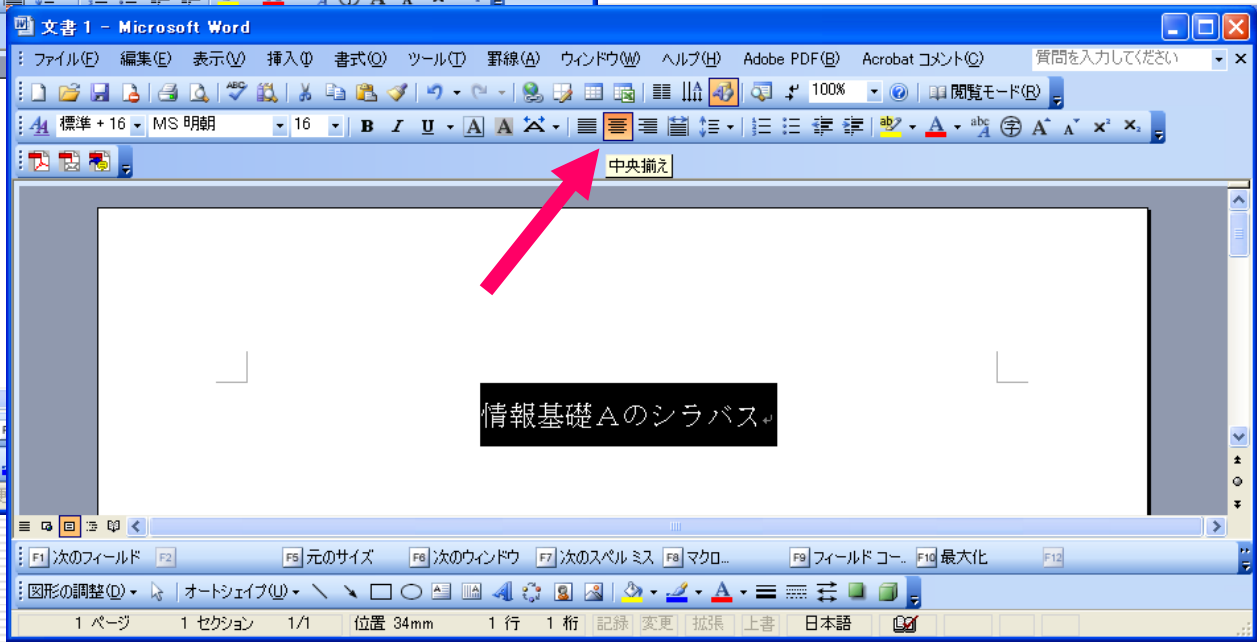 文書 1 - Microsoft Word
ファイル(F) 編集(E) 表示(V) 挿入(I) 書式(O) ツール(T) 罫線(A) ウィンドウ(W) ヘルプ(H) Adobe PDF(B) Acrobat コメント(C) 質問を入力してください
100% 閲覧モード(R)
標準 + 16 MS 明朝 16 B I U A A
中央揃え
情報基礎Aのシラバス
F1 次のフィールド F2 F5 元のサイズ F6 次のウィンドウ F7 次のスペル ミス F8 マクロ... F9 フィールド コー.. F10 最大化 F12
図形の調整(D) オートシェイプ(U)
1 ページ 1 セクション 1/1 位置 34mm 1 行 1 桁 記録 変更 拡張 上書 日本語